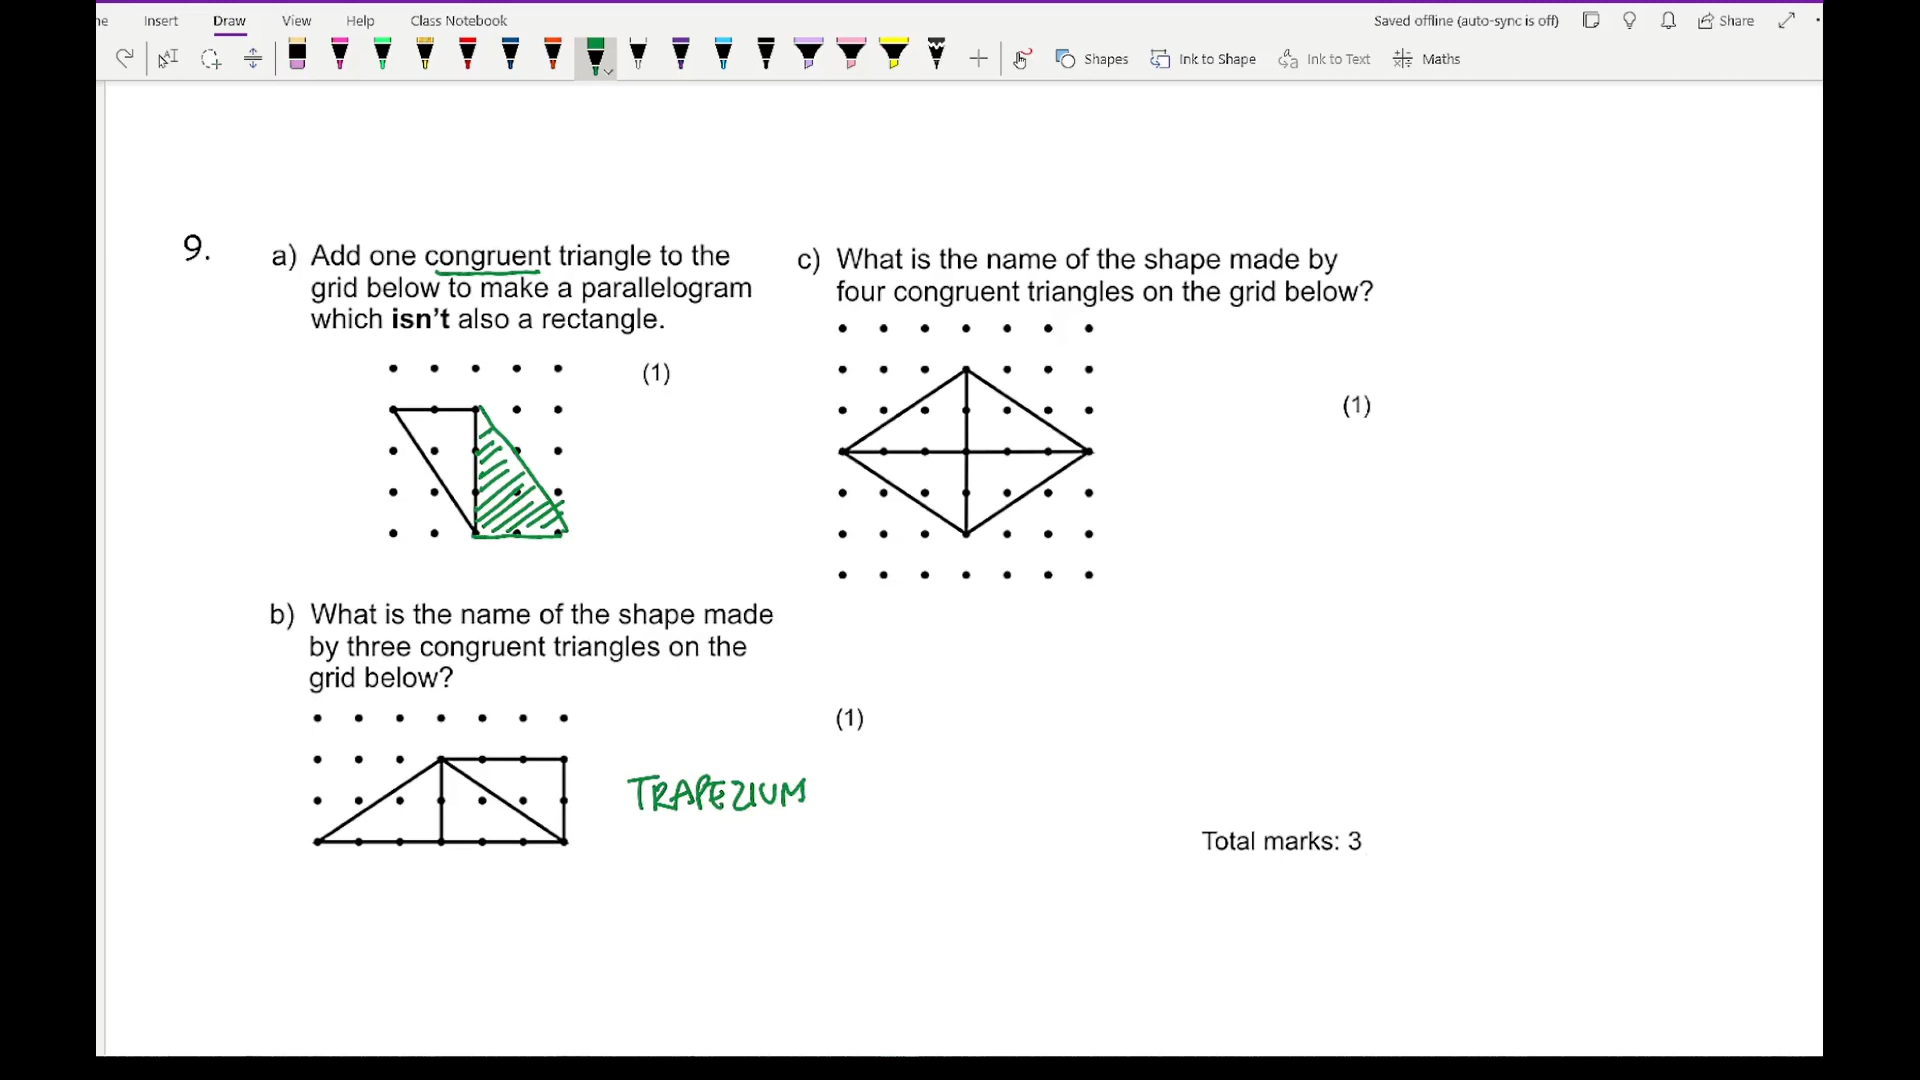 ne Insert Draw View Help Class Notebook Saved offline (auto-sync is off) Share
Shapes Ink to Shape Ink to Text Maths
9.
a) Add one congruent triangle to the
grid below to make a parallelogram
which isn't also a rectangle.
(1)
b) What is the name of the shape made
by three congruent triangles on the
grid below?
(1)
TRAPEZIUM
c) What is the name of the shape made by
four congruent triangles on the grid below?
(1)
Total marks: 3